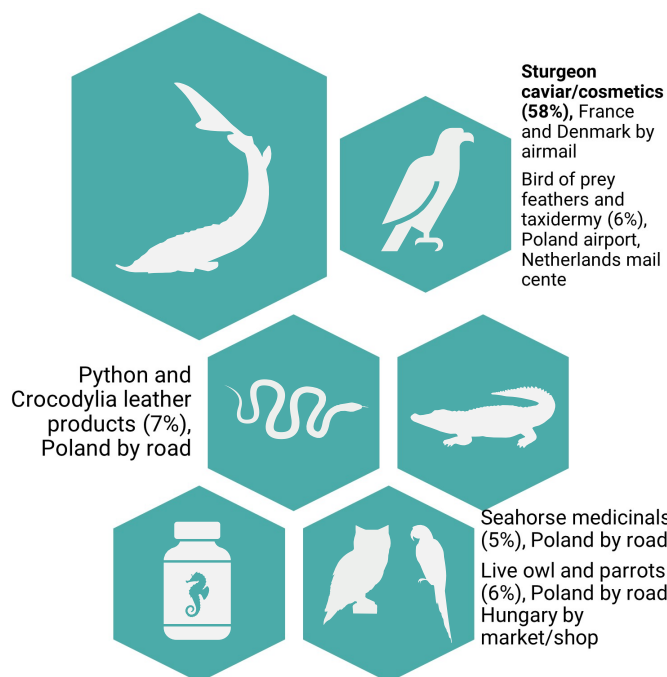 Sturgeon
caviar/cosmetics
(58%), France
and Denmark by
airmail
Bird of prey
feathers and
taxidermy (6%),
Poland airport,
Netherlands mail
cente
Python and
Crocodylia leather
products (7%),
Poland by road
Seahorse medicinals
(5%), Poland by road
Live owl and parrots
(6%), Poland by road
Hungary by
market/shop